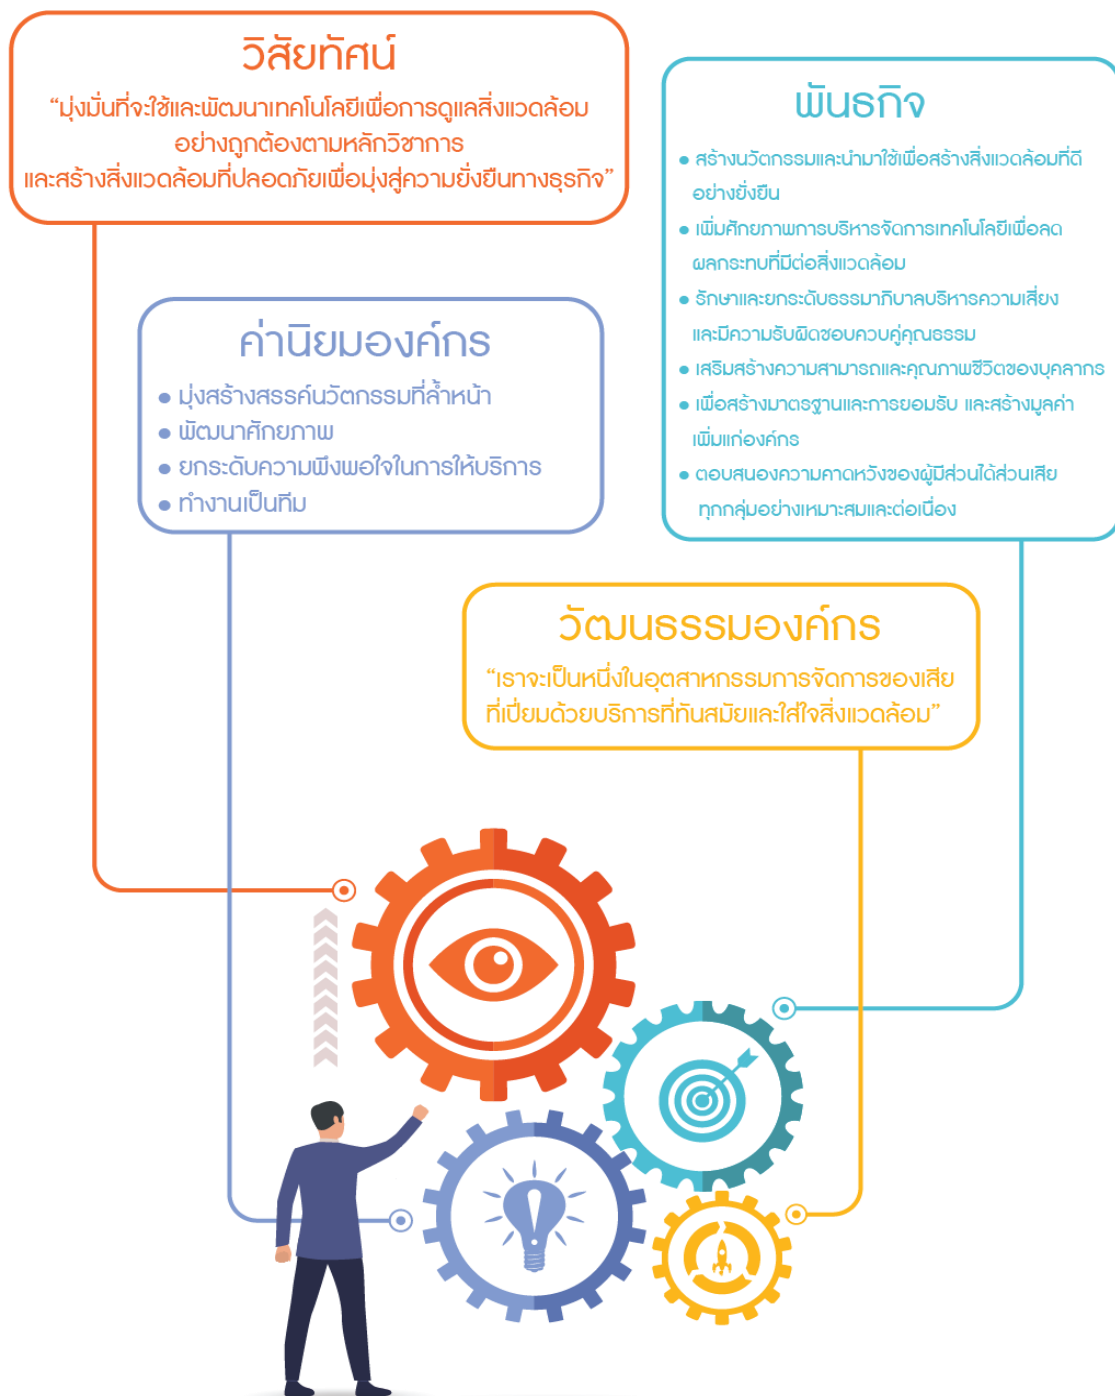 วิสัยทัศน์
“มุ่งมั่นที่จะใช้และพัฒนาเทคโนโลยีเพื่อการดูแลสิ่งแวดล้อม
อย่างถูกต้องตามหลักวิชาการ
และสร้างสิ่งแวดล้อมที่ปลอดภัยเพื่อมุ่งสู่ความยั่งยืนทางธุรกิจ”
พันธกิจ
● สร้างนวัตกรรมและนำมาใช้เพื่อสร้างสิ่งแวดล้อมที่ดี
อย่างยั่งยืน
● เพิ่มศักยภาพการบริหารจัดการเทคโนโลยีเพื่อลด
ผลกระทบที่มีต่อสิ่งแวดล้อม
● รักษาและยกระดับธรรมาภิบาลบริหารความเสี่ยง
และมีความรับผิดชอบควบคู่คุณธรรม
● เสริมสร้างความสามารถและคุณภาพชีวิตของบุคลากร
● เพื่อสร้างมาตรฐานและการยอมรับ และสร้างมูลค่า
เพิ่มแก่องค์กร
● ตอบสนองความคาดหวังของผู้มีส่วนได้ส่วนเสีย
ทุกกลุ่มอย่างเหมาะสมและต่อเนื่อง
ค่านิยมองค์กร
● มุ่งสร้างสรรค์นวัตกรรมที่ล้ำหน้า
● พัฒนาศักยภาพ
● ยกระดับความพึงพอใจในการให้บริการ
● ทำงานเป็นทีม
วัฒนธรรมองค์กร
“เราจะเป็นหนึ่งในอุตสาหกรรมการจัดการของเสีย
ที่เปี่ยมด้วยบริการที่ทันสมัยและใส่ใจสิ่งแวดล้อม”